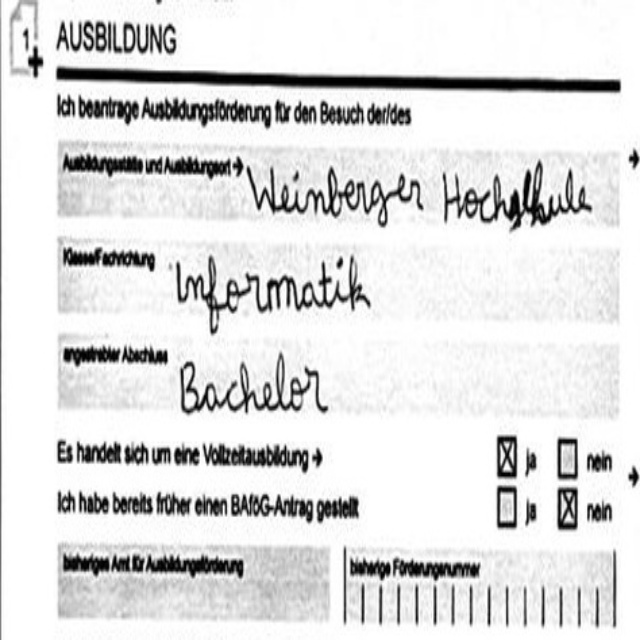 1
AUSBILDUNG
Ich beantrage Ausbildungsförderung für den Besuch der/des
Ausbildungsstätte und Ausbildungsort → Weinberger Hochschule
Klasse/Fachrichtung Informatik
angestrebter Abschluss Bachelor
Es handelt sich um eine Vollzeitausbildung → ja nein
Ich habe bereits früher einen BAföG-Antrag gestellt ja nein
bisheriges Amt für Ausbildungsförderung bisherige Förderungsnummer